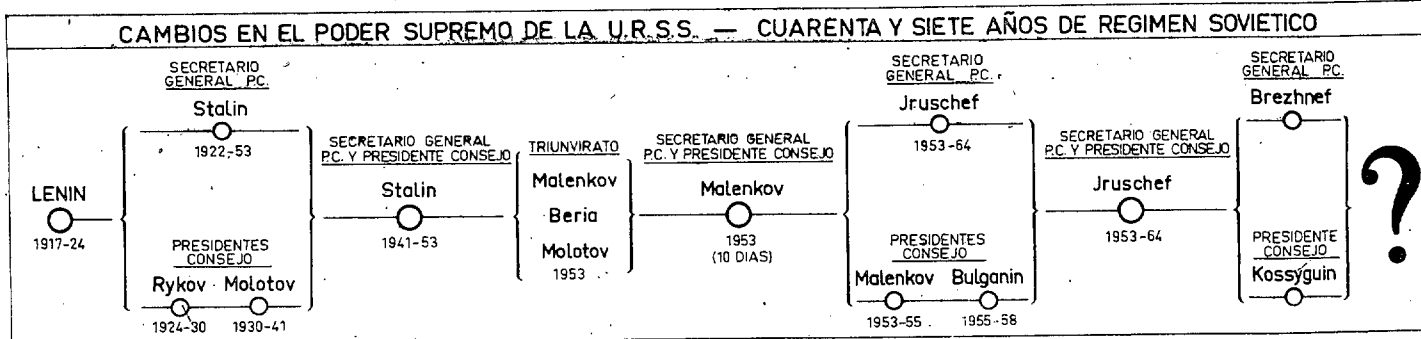 CAMBIOS EN EL PODER SUPREMO DE LA U.R.S.S. — CUARENTA Y SIETE AÑOS DE REGIMEN SOVIETICO
LENIN
1917-24
SECRETARIO
GENERAL P.C.
Stalin
1922-53
PRESIDENTES
CONSEJO
Rykov Molotov
1924-30 1930-41
SECRETARIO GENERAL
P.C. Y PRESIDENTE CONSEJO
Stalin
1941-53
TRIUNVIRATO
Malenkov
Beria
Molotov
1953
SECRETARIO GENERAL
P.C. Y PRESIDENTE CONSEJO
Malenkov
1953
(10 DIAS)
SECRETARIO
GENERAL P.C.
Jruschef
1953-64
PRESIDENTES
CONSEJO
Malenkov Bulganin
1953-55 1955-58
SECRETARIO GENERAL
P.C. Y PRESIDENTE CONSEJO
Jruschef
1953-64
SECRETARIO
GENERAL P.C.
Brezhnef
PRESIDENTE
CONSEJO
Kossyguin
?